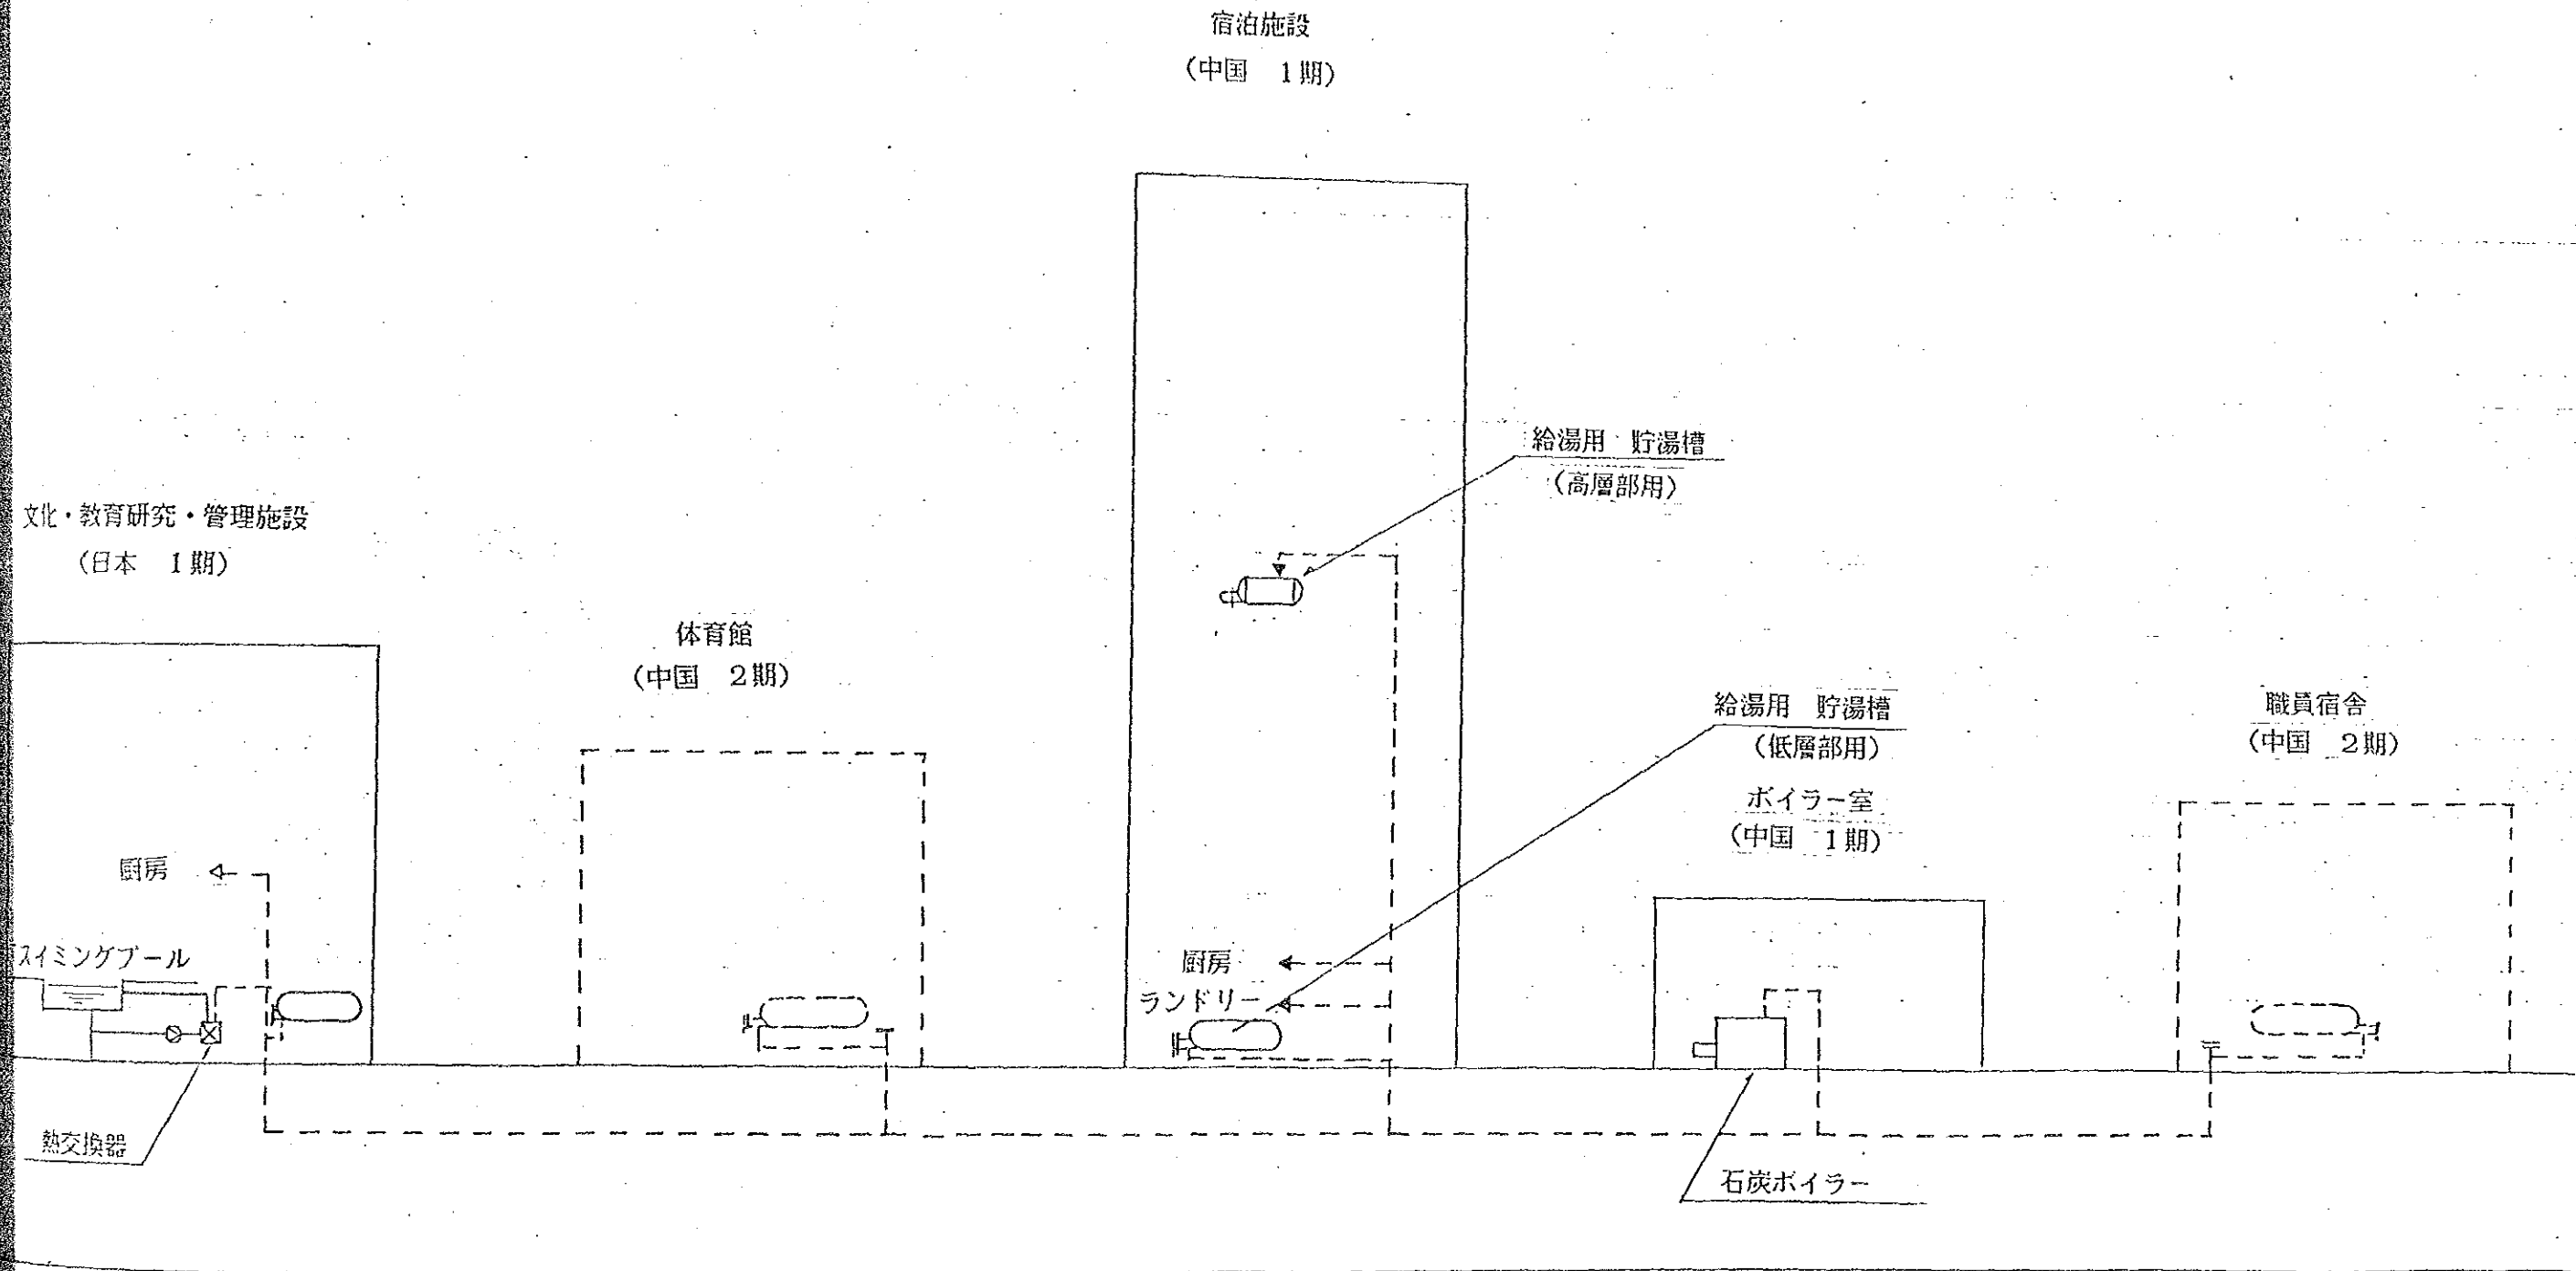 宿泊施設
(中国 1期)
給湯用 貯湯槽
(高層部用)
文化・教育研究・管理施設
(日本 1期)
体育館
(中国 2期)
給湯用 貯湯槽
(低層部用)
職員宿舎
(中国 2期)
ボイラー室
(中国 1期)
厨房
スイミングプール
厨房
ランドリー
熱交換器
石炭ボイラー